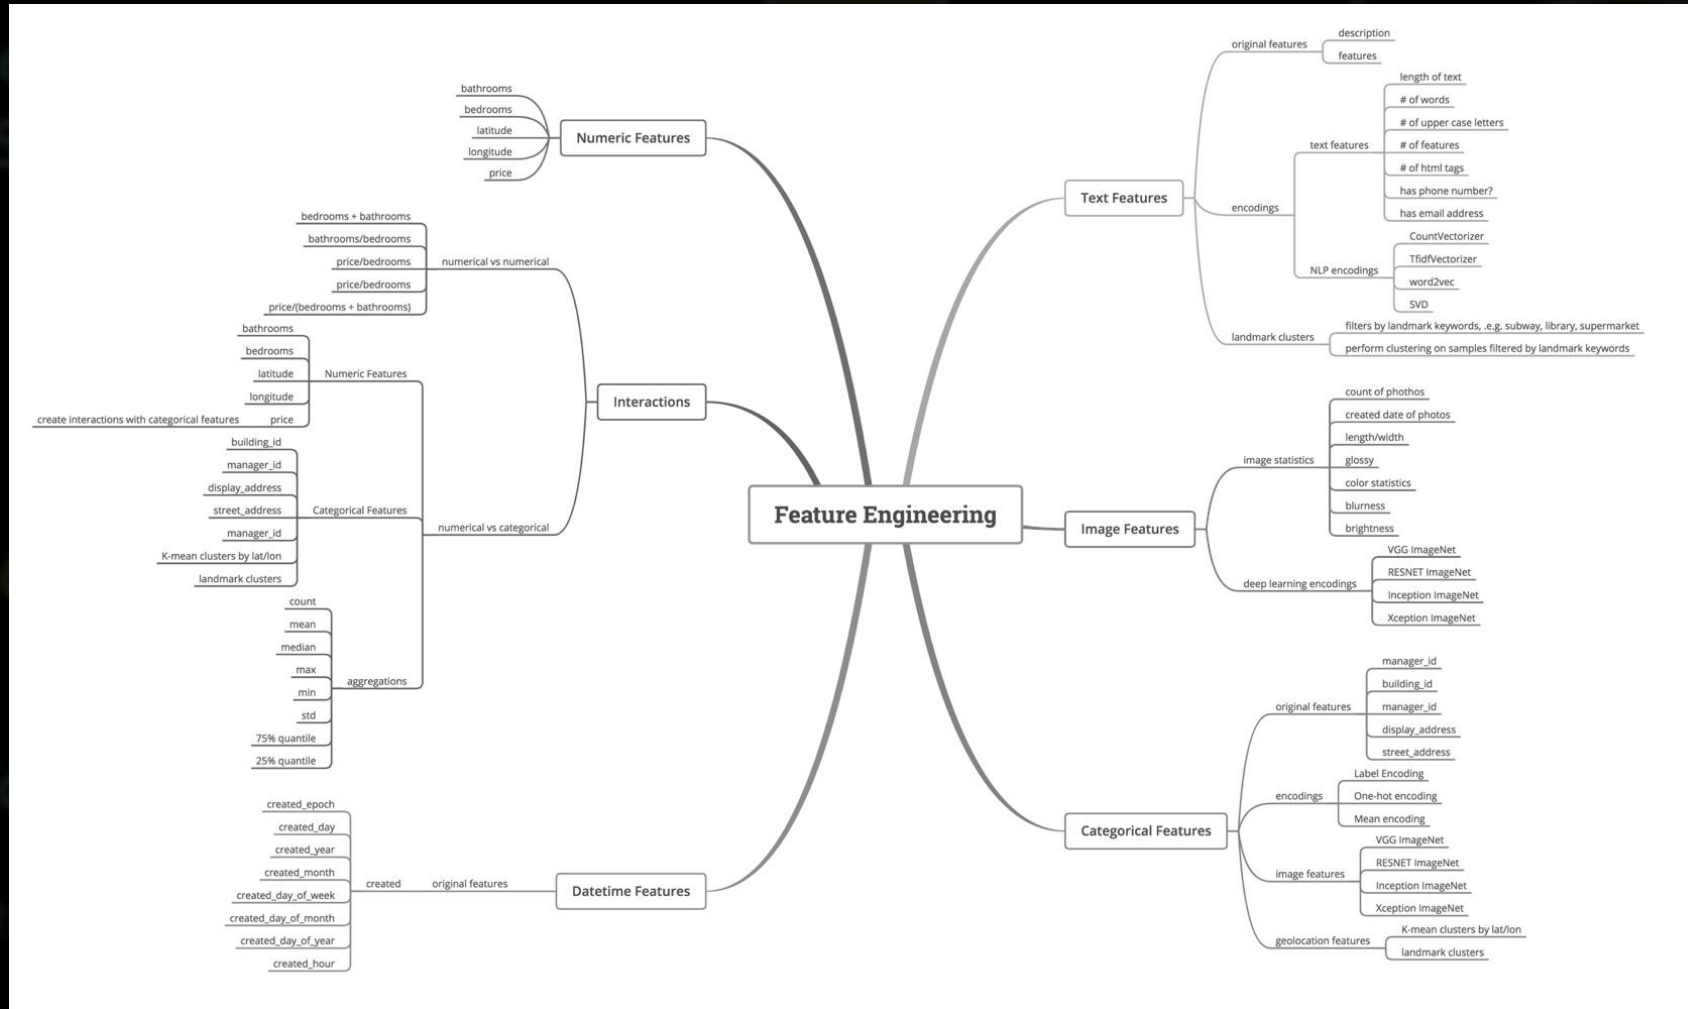 Feature Engineering
Numeric Features
bathrooms
bedrooms
latitude
longitude
price
Interactions
numerical vs numerical
bedrooms + bathrooms
bathrooms/bedrooms
price/bedrooms
price/bedrooms
price/(bedrooms + bathrooms)
numerical vs categorical
Numeric Features
bathrooms
bedrooms
latitude
longitude
price
create interactions with categorical features
Categorical Features
building_id
manager_id
display_address
street_address
manager_id
K-mean clusters by lat/lon
landmark clusters
aggregations
count
mean
median
max
min
std
75% quantile
25% quantile
Datetime Features
original features
created
created_epoch
created_day
created_year
created_month
created_day_of_week
created_day_of_month
created_day_of_year
created_hour
Text Features
original features
description
features
encodings
text features
length of text
# of words
# of upper case letters
# of features
# of html tags
has phone number?
has email address
NLP encodings
CountVectorizer
TfidfVectorizer
word2vec
SVD
landmark clusters
filters by landmark keywords, .e.g. subway, library, supermarket
perform clustering on samples filtered by landmark keywords
Image Features
image statistics
count of phothos
created date of photos
length/width
glossy
color statistics
blurness
brightness
deep learning encodings
VGG ImageNet
RESNET ImageNet
Inception ImageNet
Xception ImageNet
Categorical Features
original features
manager_id
building_id
manager_id
display_address
street_address
encodings
Label Encoding
One-hot encoding
Mean encoding
image features
VGG ImageNet
RESNET ImageNet
Inception ImageNet
Xception ImageNet
geolocation features
K-mean clusters by lat/lon
landmark clusters